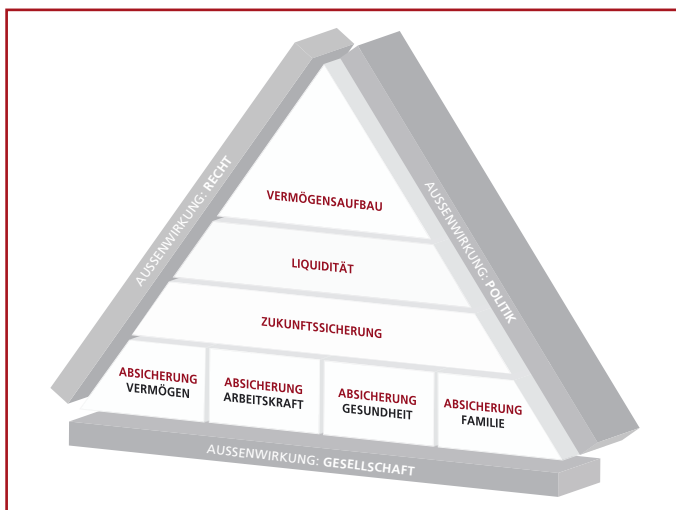 AUSSENWIRKUNG: RECHT
AUSSENWIRKUNG: POLITIK
VERMÖGENSAUFBAU
LIQUIDITÄT
ZUKUNFTSSICHERUNG
ABSICHERUNG
VERMÖGEN
ABSICHERUNG
ARBEITSKRAFT
ABSICHERUNG
GESUNDHEIT
ABSICHERUNG
FAMILIE
AUSSENWIRKUNG: GESELLSCHAFT